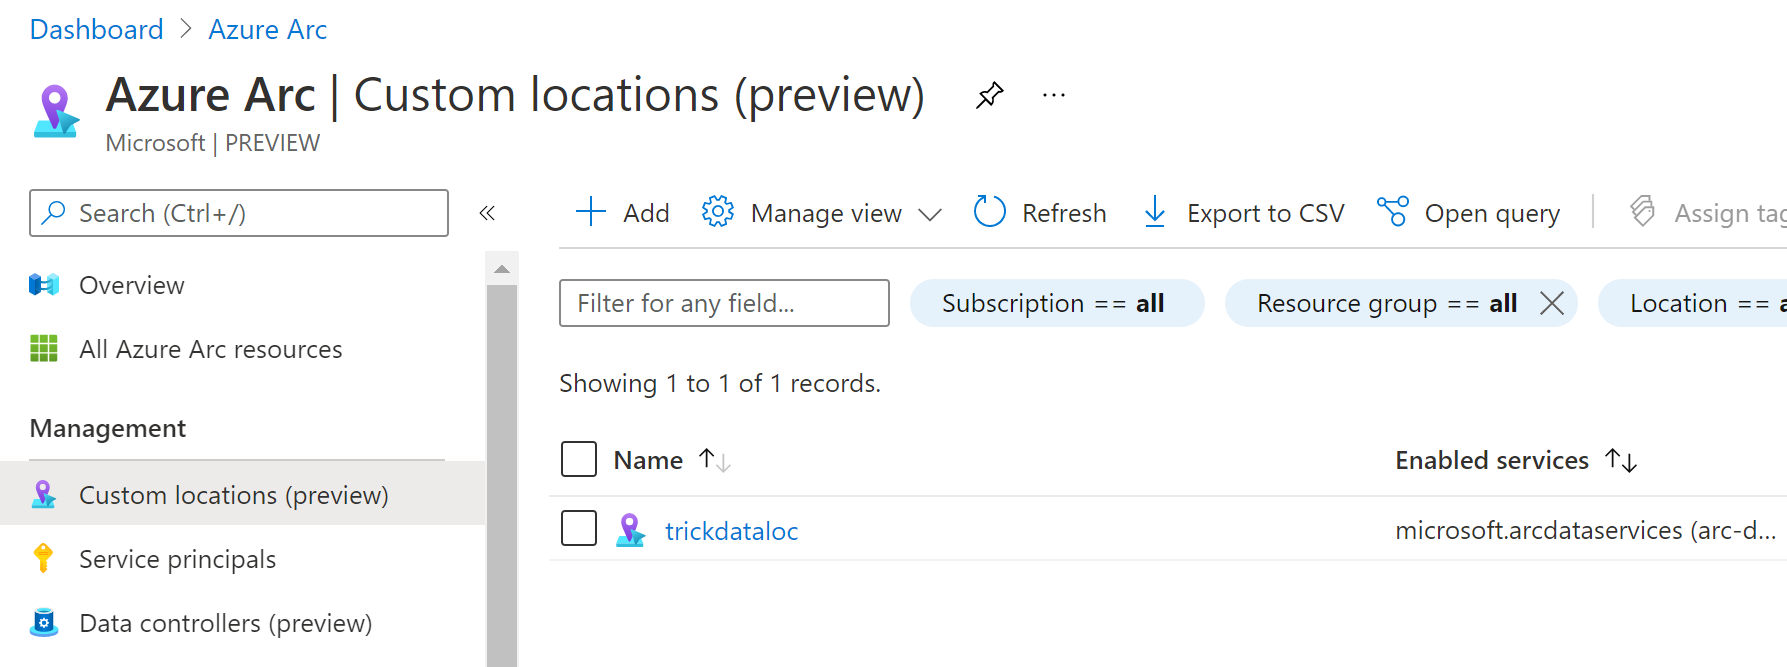 Dashboard > Azure Arc
Azure Arc | Custom locations (preview) ...
Microsoft | PREVIEW
Search (Ctrl+/) «
Add Manage view Refresh Export to CSV Open query Assign
Overview
All Azure Arc resources
Management
Custom locations (preview)
Service principals
Data controllers (preview)
Filter for any field... Subscription == all Resource group == all Location ==
Showing 1 to 1 of 1 records.
Name Enabled services
trickdataloc microsoft.arcdataservices (arc-d...